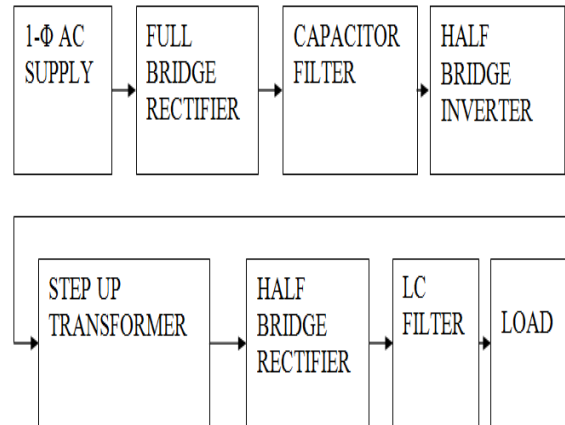 1-Φ AC
SUPPLY
FULL
BRIDGE
RECTIFIER
CAPACITOR
FILTER
HALF
BRIDGE
INVERTER
STEP UP
TRANSFORMER
HALF
BRIDGE
RECTIFIER
LC
FILTER
LOAD